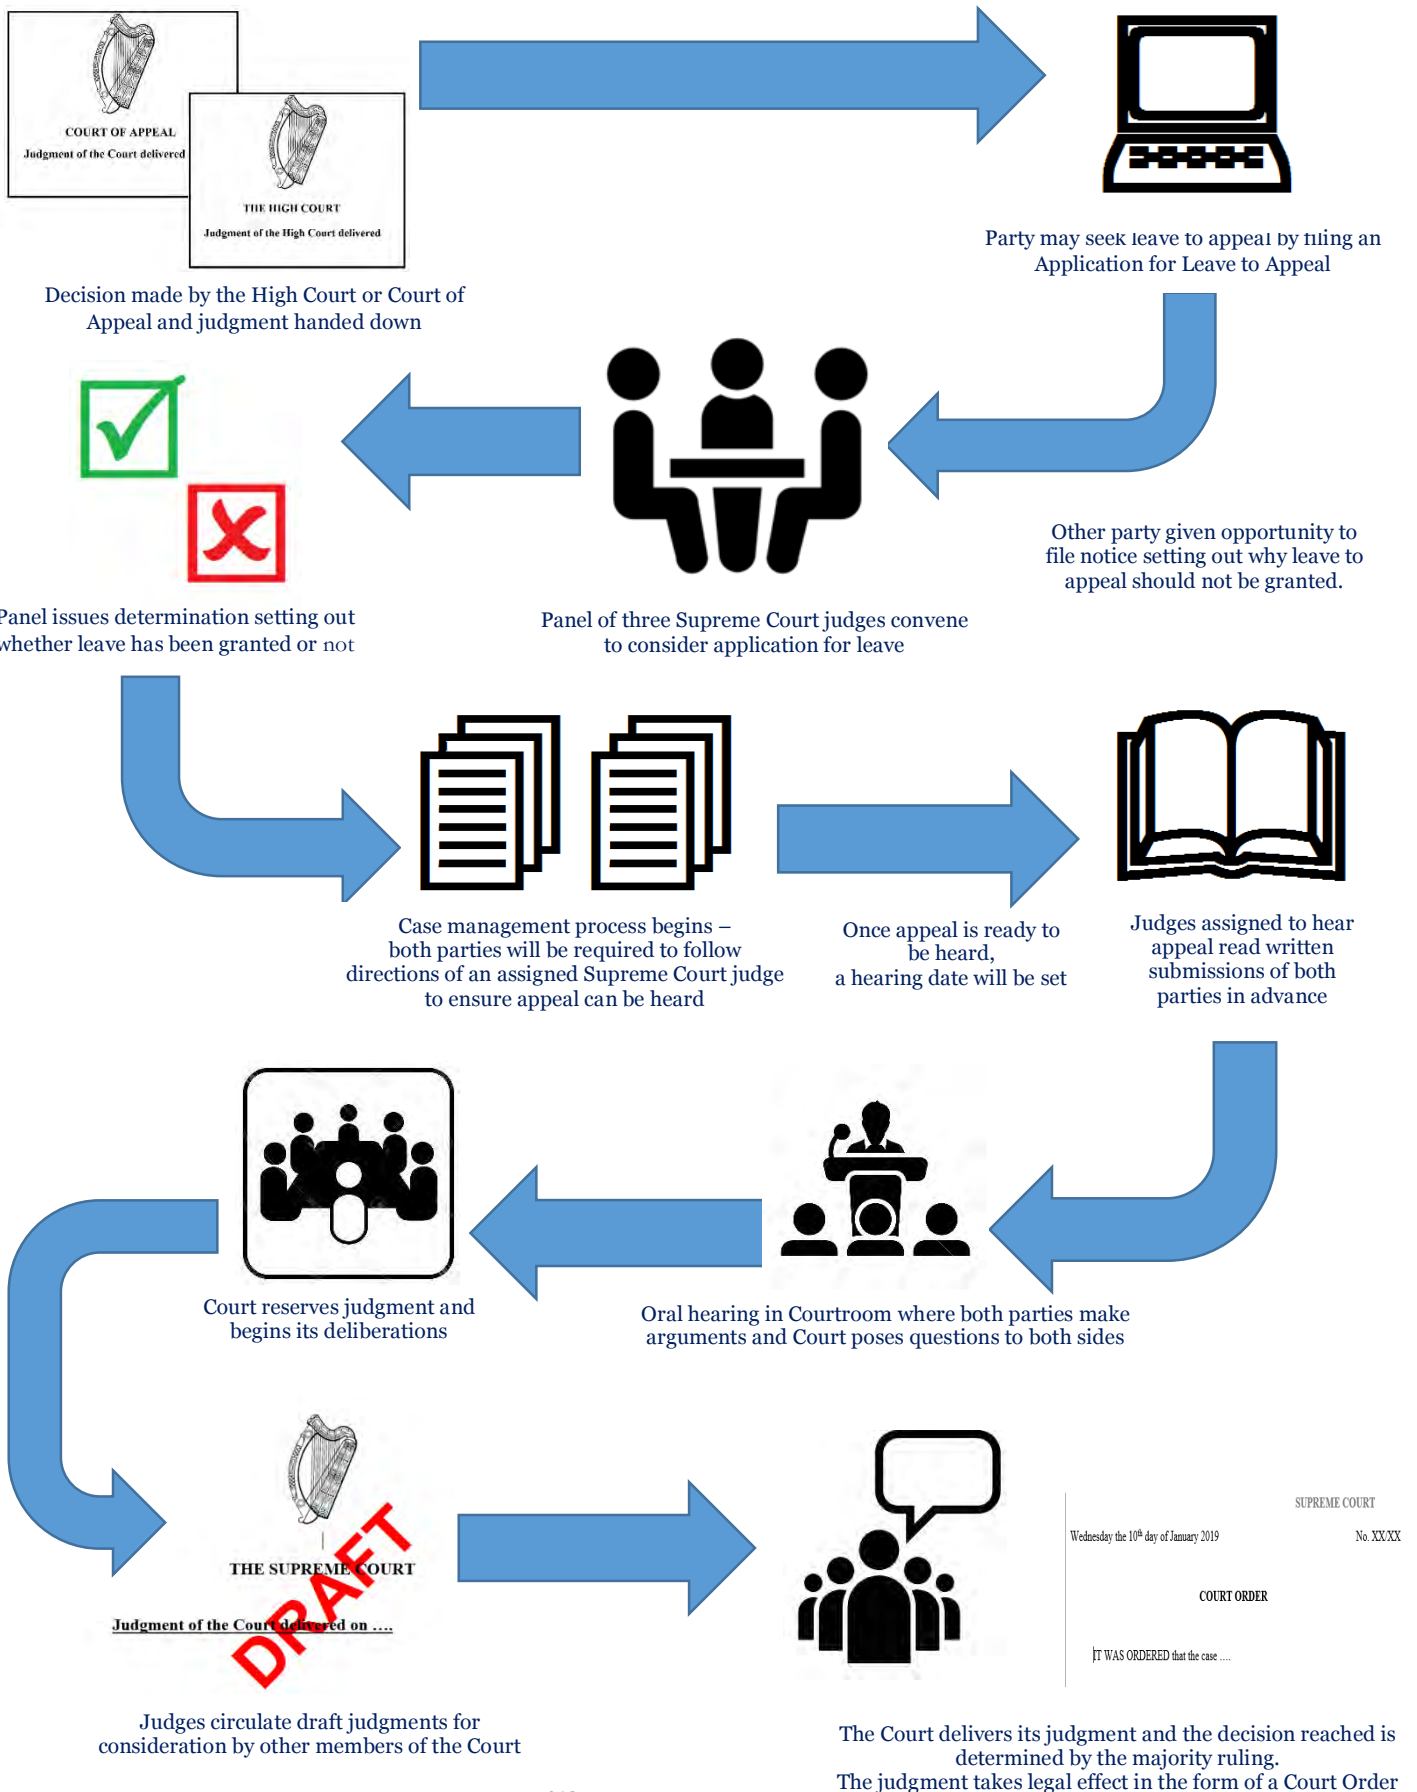 COURT OF APPEAL
Judgment of the Court delivered
THE HIGH COURT
Judgment of the High Court delivered
Decision made by the High Court or Court of
Appeal and judgment handed down
Party may seek leave to appeal by filing an
Application for Leave to Appeal
Other party given opportunity to
file notice setting out why leave to
appeal should not be granted.
Panel of three Supreme Court judges convene
to consider application for leave
Panel issues determination setting out
whether leave has been granted or not
Case management process begins –
both parties will be required to follow
directions of an assigned Supreme Court judge
to ensure appeal can be heard
Once appeal is ready to
be heard,
a hearing date will be set
Judges assigned to hear
appeal read written
submissions of both
parties in advance
Oral hearing in Courtroom where both parties make
arguments and Court poses questions to both sides
Court reserves judgment and
begins its deliberations
THE SUPREME COURT
Judgment of the Court delivered on ….
DRAFT
Judges circulate draft judgments for
consideration by other members of the Court
SUPREME COURT
Wednesday the 10th day of January 2019 No. XX/XX
COURT ORDER
IT WAS ORDERED that the case ….
The Court delivers its judgment and the decision reached is
determined by the majority ruling.
The judgment takes legal effect in the form of a Court Order